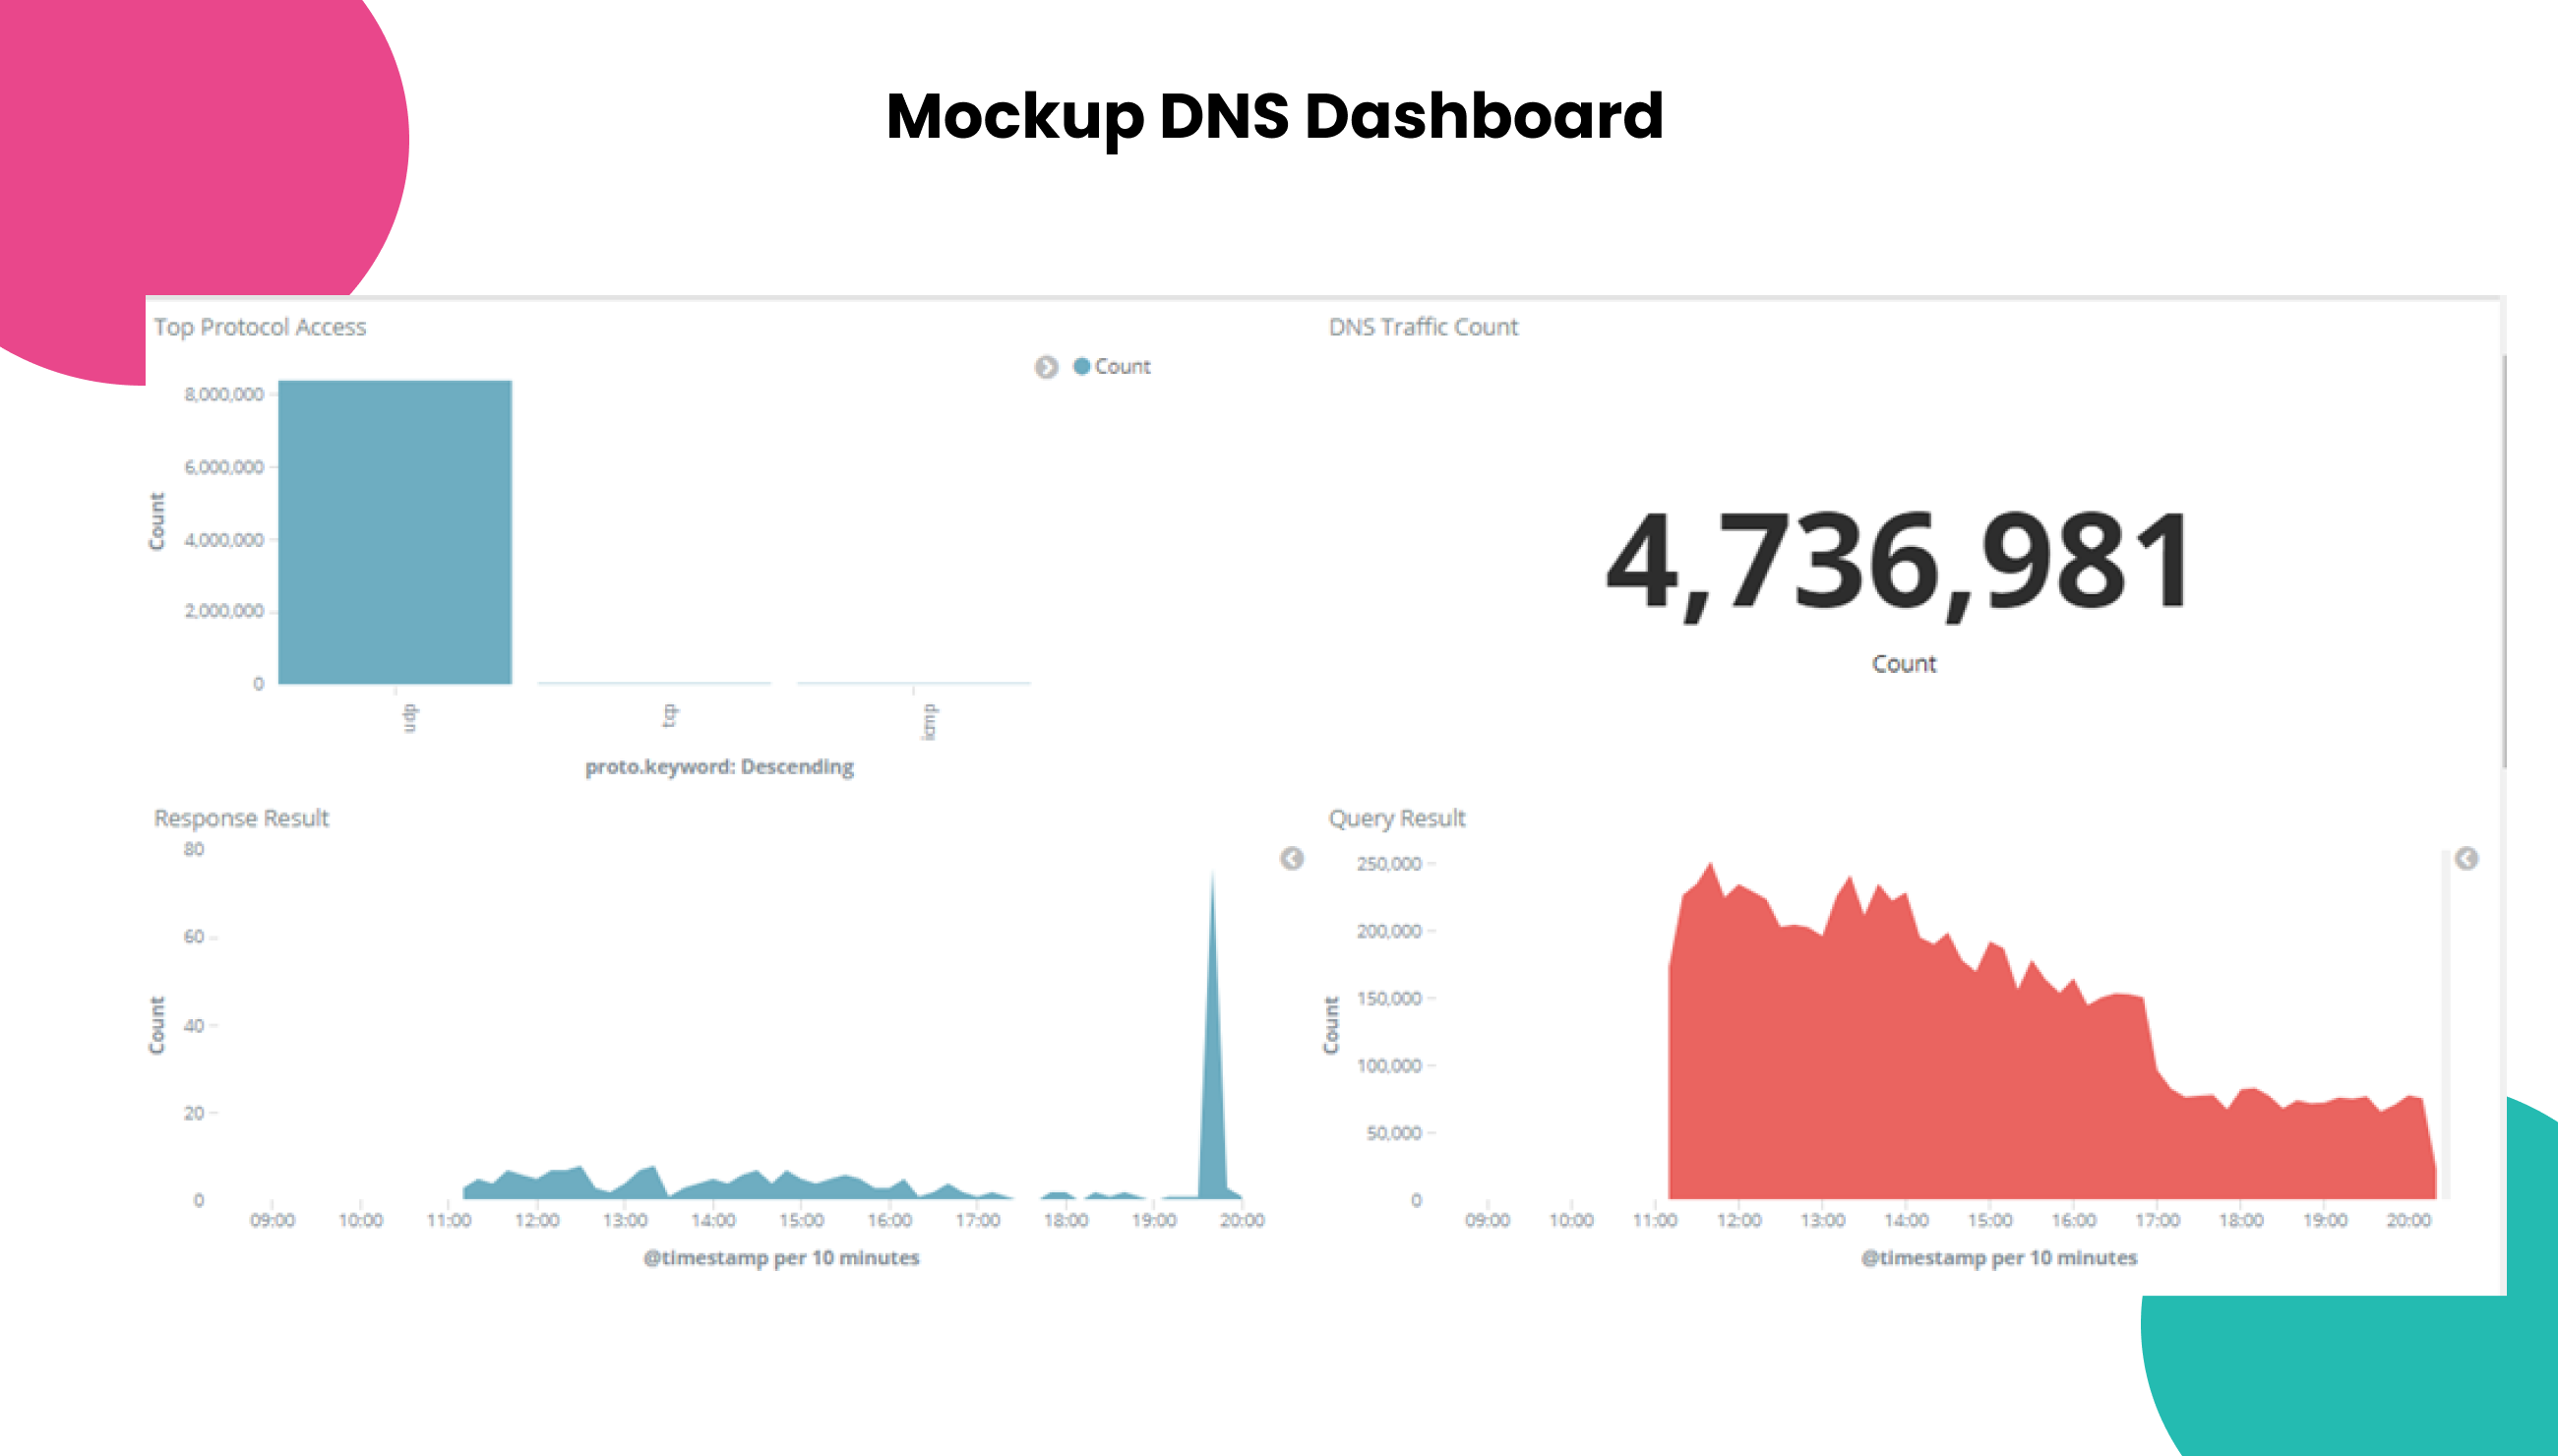 Mockup DNS Dashboard
Top Protocol Access
Count
8,000,000
6,000,000
4,000,000
2,000,000
0
Count
udp
tcp
icmp
proto.keyword: Descending
DNS Traffic Count
4,736,981
Count
Response Result
80
60
40
20
0
Count
09:00 10:00 11:00 12:00 13:00 14:00 15:00 16:00 17:00 18:00 19:00 20:00
@timestamp per 10 minutes
Query Result
250,000
200,000
150,000
100,000
50,000
0
Count
09:00 10:00 11:00 12:00 13:00 14:00 15:00 16:00 17:00 18:00 19:00 20:00
@timestamp per 10 minutes